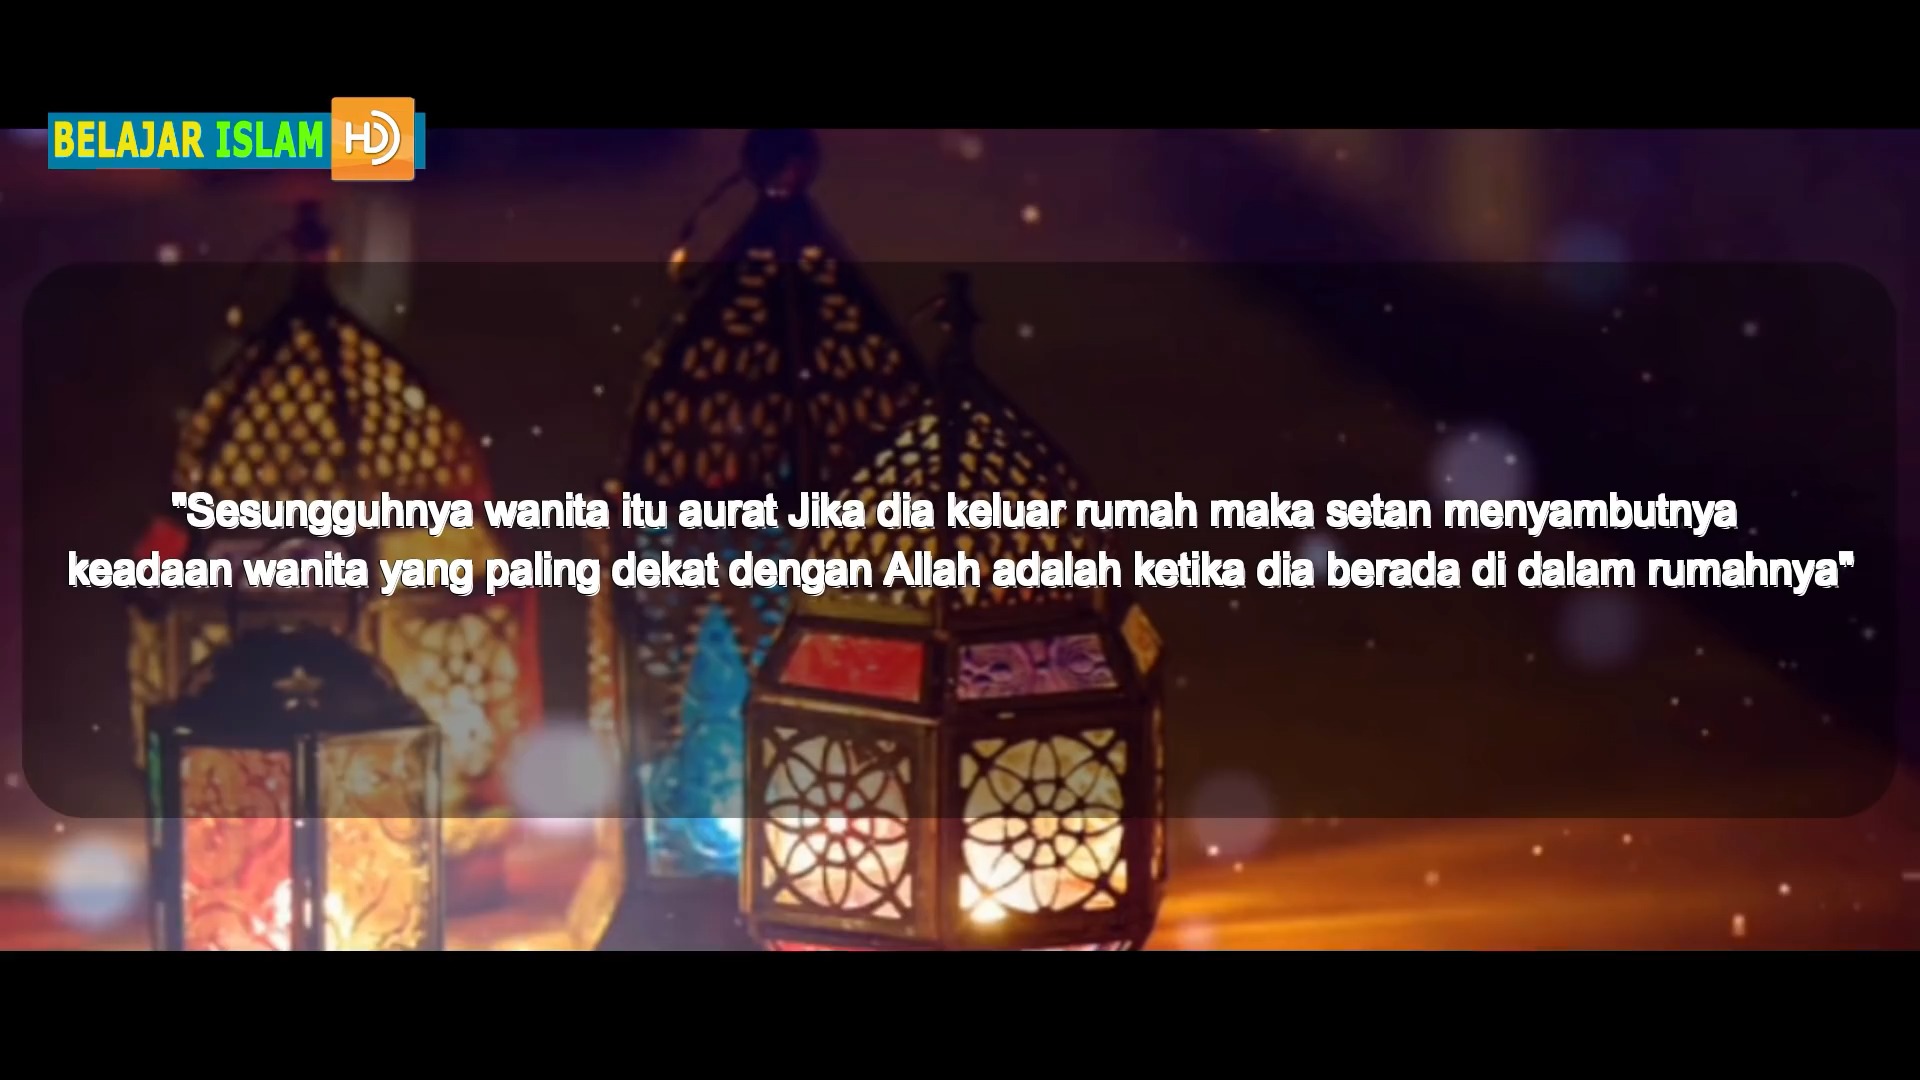 BELAJAR ISLAM HD
"Sesungguhnya wanita itu aurat Jika dia keluar rumah maka setan menyambutnya
keadaan wanita yang paling dekat dengan Allah adalah ketika dia berada di dalam rumahnya"